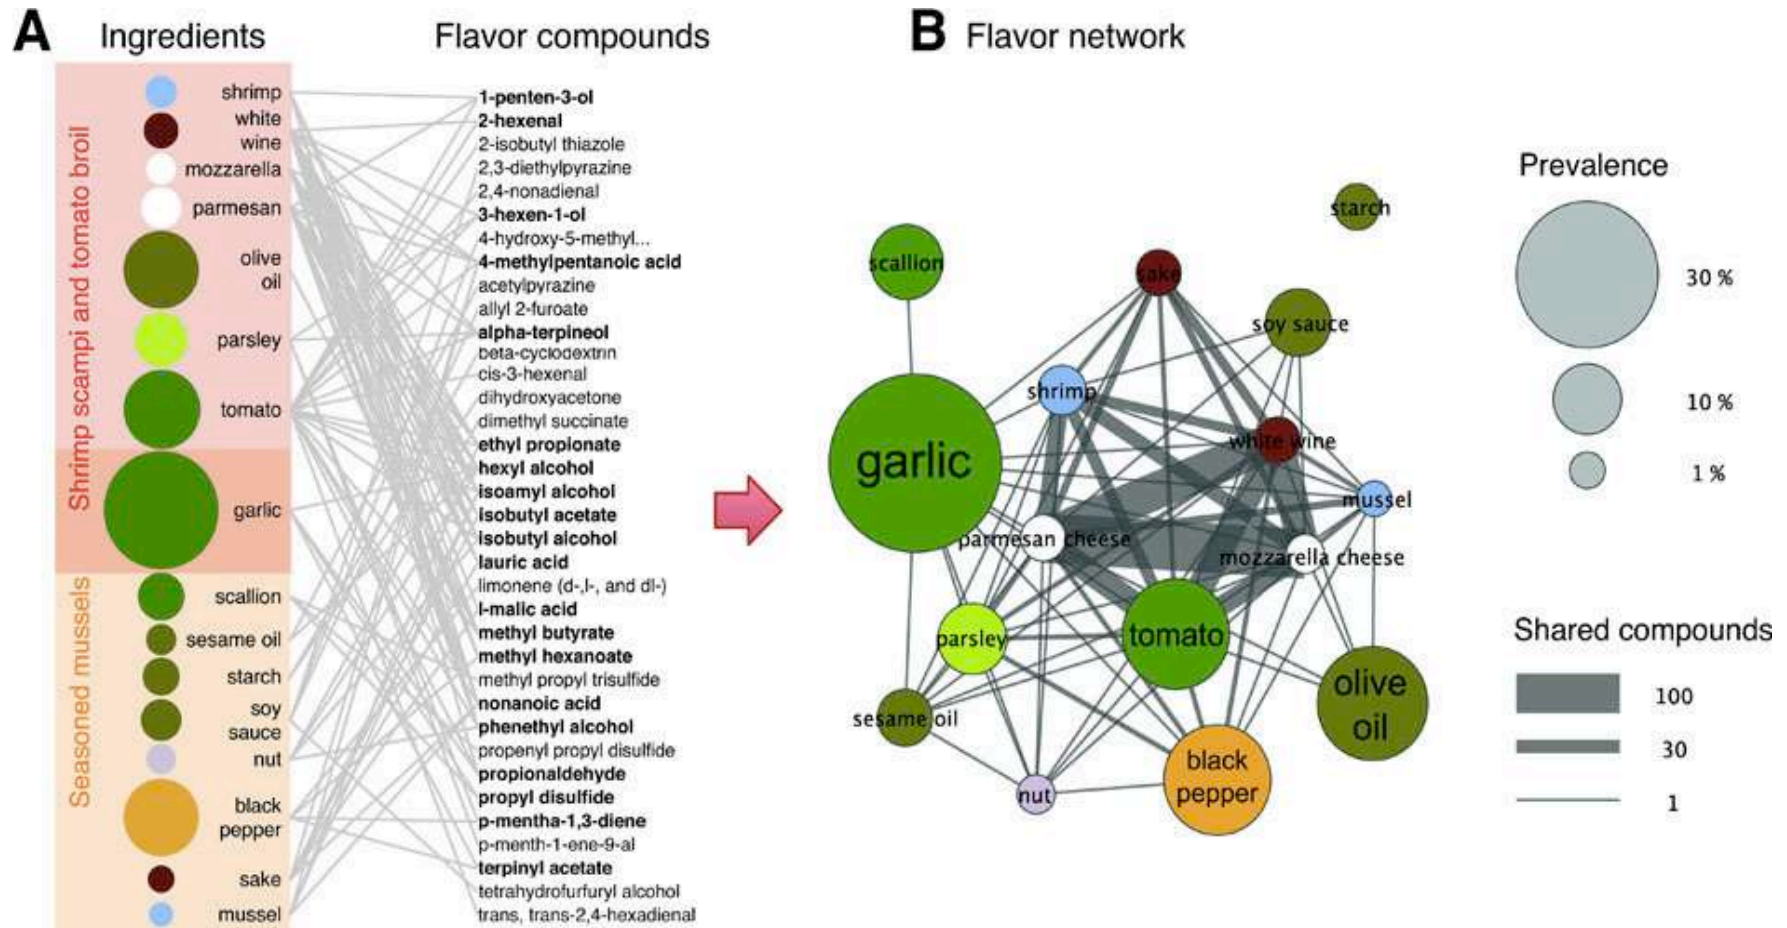 A Ingredients Flavor compounds
Shrimp scampi and tomato broil
Seasoned mussels
shrimp
white
wine
mozzarella
parmesan
olive
oil
parsley
tomato
garlic
scallion
sesame oil
starch
soy
sauce
nut
black
pepper
sake
mussel
1-penten-3-ol
2-hexenal
2-isobutyl thiazole
2,3-diethylpyrazine
2,4-nonadienal
3-hexen-1-ol
4-hydroxy-5-methyl...
4-methylpentanoic acid
acetylpyrazine
allyl 2-furoate
alpha-terpineol
beta-cyclodextrin
cis-3-hexenal
dihydroxyacetone
dimethyl succinate
ethyl propionate
hexyl alcohol
isoamyl alcohol
isobutyl acetate
isobutyl alcohol
lauric acid
limonene (d-,l-, and dl-)
l-malic acid
methyl butyrate
methyl hexanoate
methyl propyl trisulfide
nonanoic acid
phenethyl alcohol
propenyl propyl disulfide
propionaldehyde
propyl disulfide
p-mentha-1,3-diene
p-menth-1-ene-9-al
terpinyl acetate
tetrahydrofurfuryl alcohol
trans, trans-2,4-hexadienal
B Flavor network
starch
scallion
sake
soy sauce
shrimp
garlic
white wine
mussel
parmesan cheese
mozzarella cheese
parsley
tomato
olive
oil
sesame oil
black
pepper
nut
Prevalence
30 %
10 %
1 %
Shared compounds
100
30
1